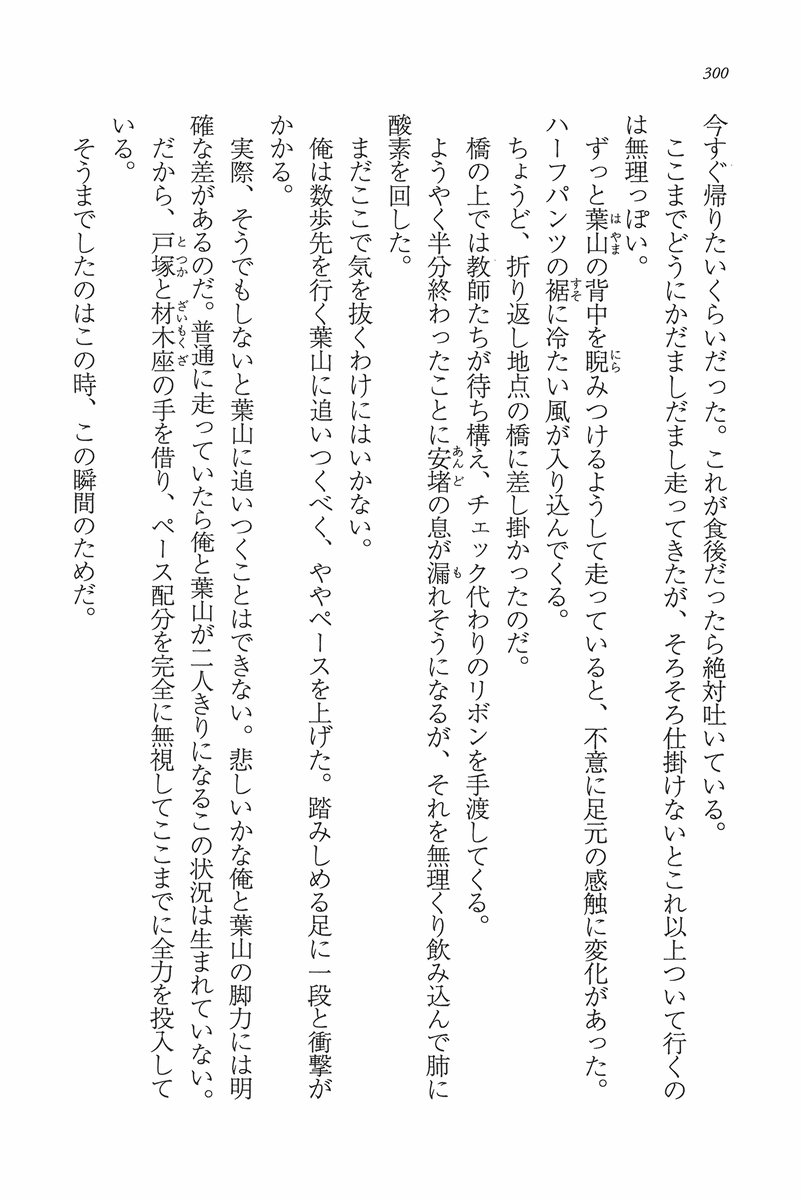 300
今すぐ帰りたいくらいだった。これが食後だったら絶対吐いている。
ここまでどうにかだましだまし走ってきたが、そろそろ仕掛けないとこれ以上ついて行くの
は無理っぽい。
ずっと葉山の背中を睨みつけるようして走っていると、不意に足元の感触に変化があった。
ハーフパンツの裾に冷たい風が入り込んでくる。
ちょうど、折り返し地点の橋に差し掛かったのだ。
橋の上では教師たちが待ち構え、チェック代わりのリボンを手渡してくる。
ようやく半分終わったことに安堵の息が漏れそうになるが、それを無理くり飲み込んで肺に
酸素を回した。
まだここで気を抜くわけにはいかない。
俺は数歩先を行く葉山に追いつくべく、ややペースを上げた。踏みしめる足に一段と衝撃が
かかる。
実際、そうでもしないと葉山に追いつくことはできない。悲しいかな俺と葉山の脚力には明
確な差があるのだ。普通に走っていたら俺と葉山が二人きりになるこの状況は生まれていない。
だから、戸塚と材木座の手を借り、ペース配分を完全に無視してここまでに全力を投入して
いる。
そうまでしたのはこの時、この瞬間のためだ。